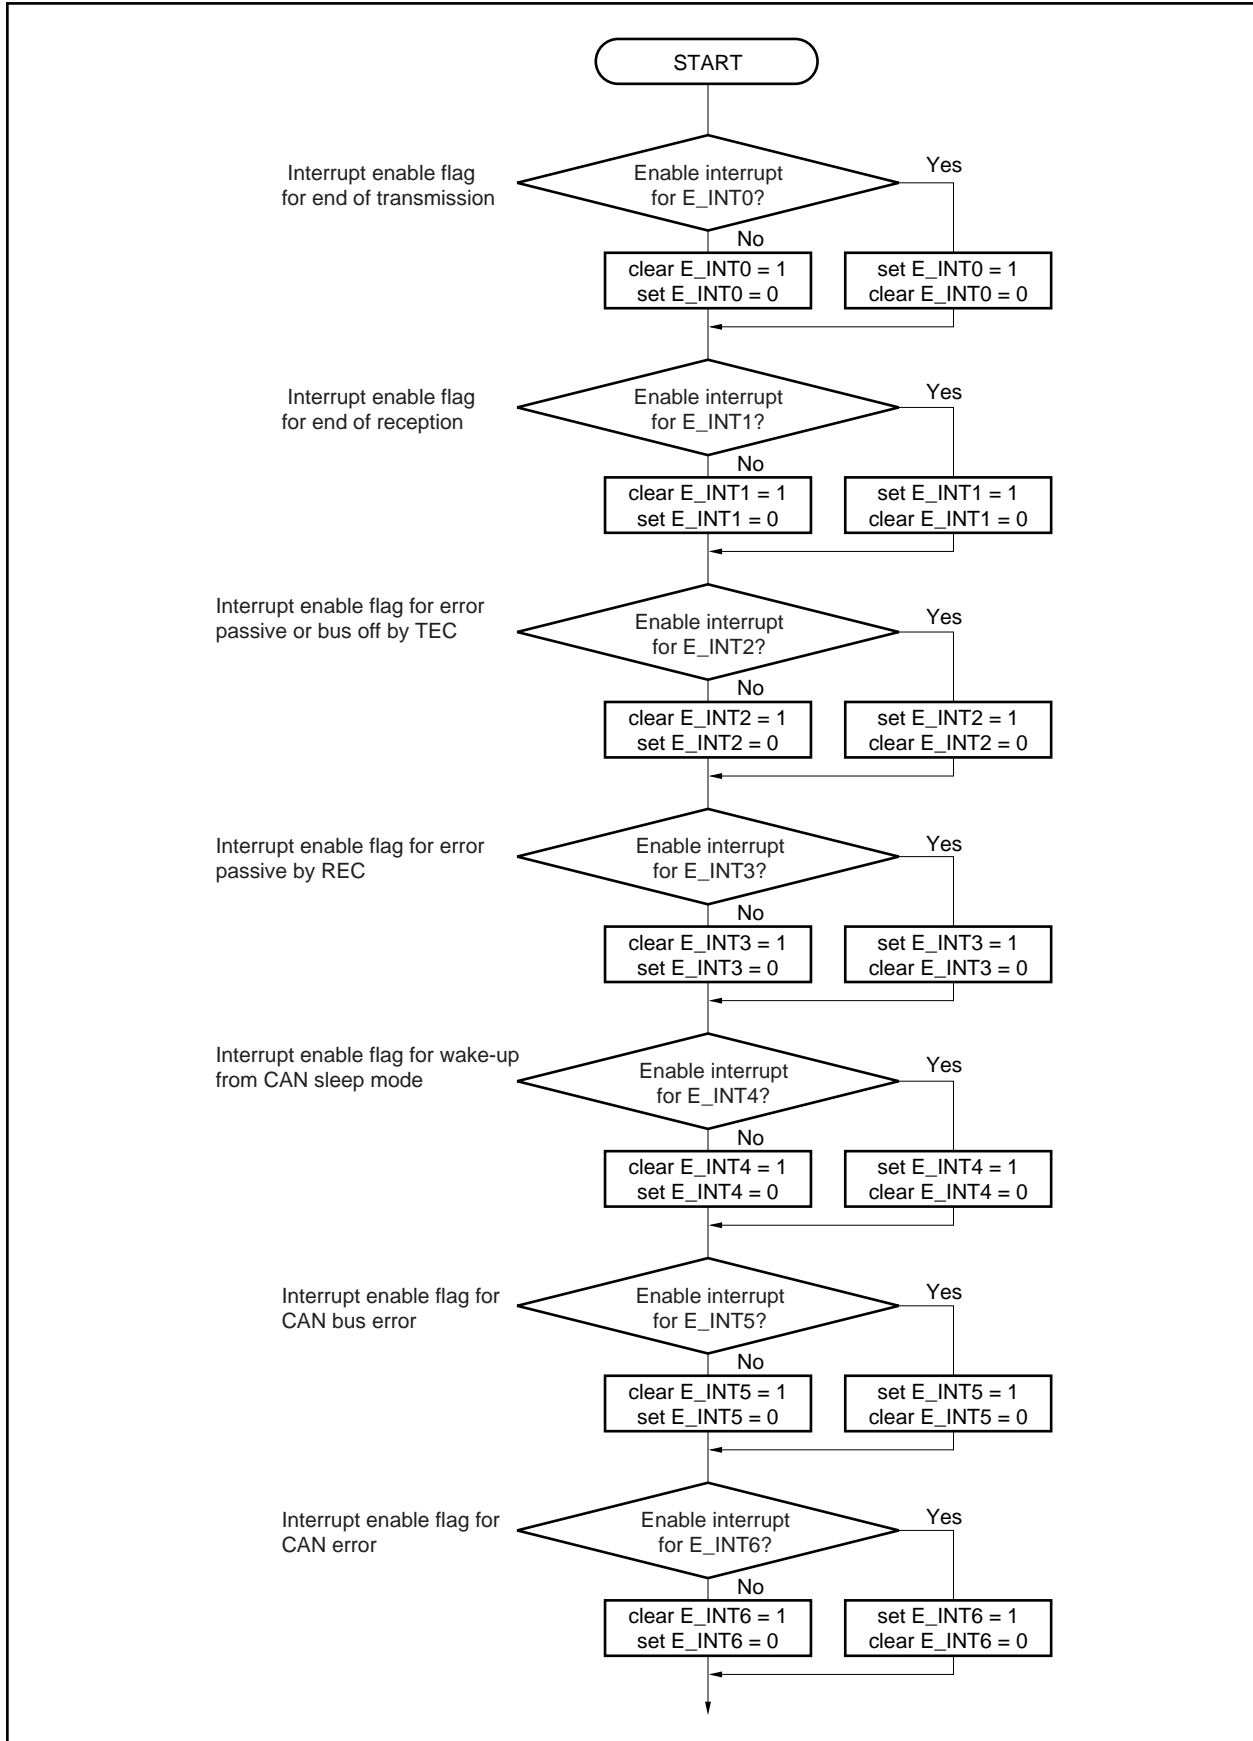 START
Interrupt enable flag
for end of transmission
Enable interrupt
for E_INT0?
Yes
No
clear E_INT0 = 1
set E_INT0 = 0
set E_INT0 = 1
clear E_INT0 = 0
Interrupt enable flag
for end of reception
Enable interrupt
for E_INT1?
Yes
No
clear E_INT1 = 1
set E_INT1 = 0
set E_INT1 = 1
clear E_INT1 = 0
Interrupt enable flag for error
passive or bus off by TEC
Enable interrupt
for E_INT2?
Yes
No
clear E_INT2 = 1
set E_INT2 = 0
set E_INT2 = 1
clear E_INT2 = 0
Interrupt enable flag for error
passive by REC
Enable interrupt
for E_INT3?
Yes
No
clear E_INT3 = 1
set E_INT3 = 0
set E_INT3 = 1
clear E_INT3 = 0
Interrupt enable flag for wake-up
from CAN sleep mode
Enable interrupt
for E_INT4?
Yes
No
clear E_INT4 = 1
set E_INT4 = 0
set E_INT4 = 1
clear E_INT4 = 0
Interrupt enable flag for
CAN bus error
Enable interrupt
for E_INT5?
Yes
No
clear E_INT5 = 1
set E_INT5 = 0
set E_INT5 = 1
clear E_INT5 = 0
Interrupt enable flag for
CAN error
Enable interrupt
for E_INT6?
Yes
No
clear E_INT6 = 1
set E_INT6 = 0
set E_INT6 = 1
clear E_INT6 = 0